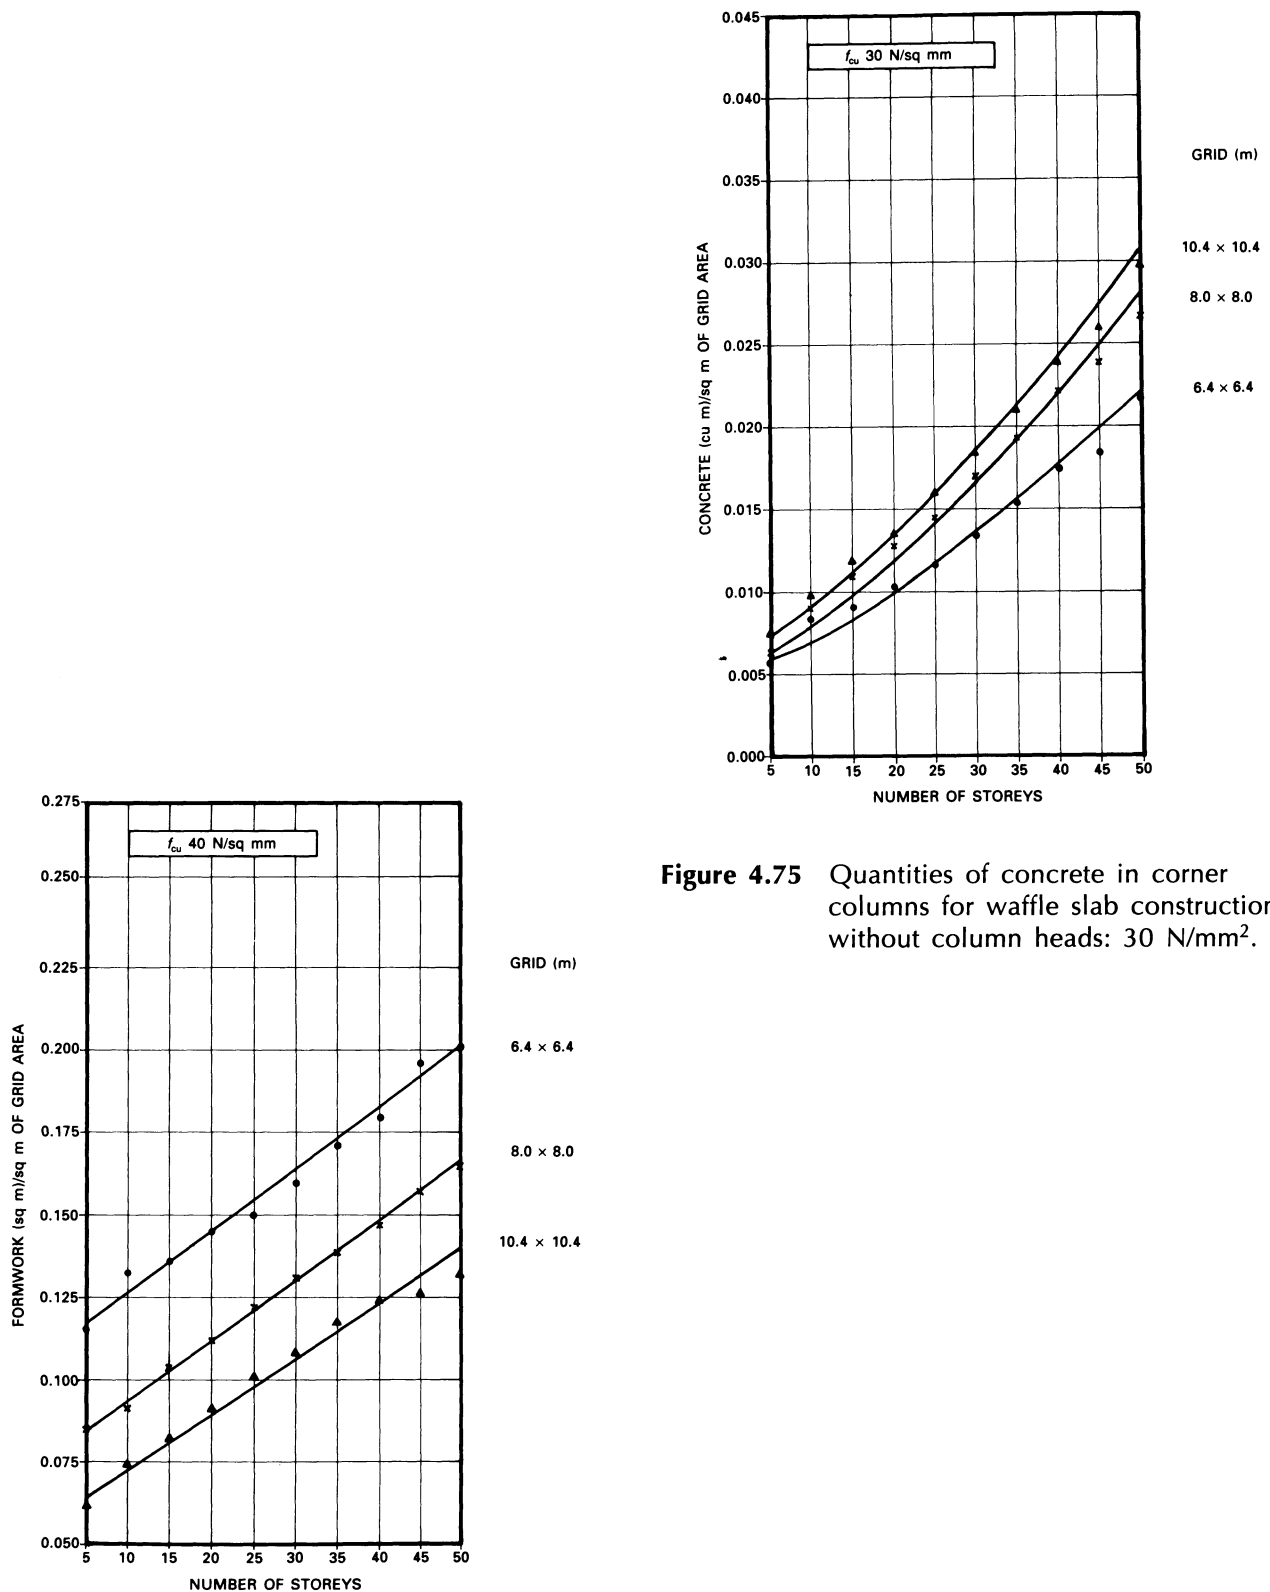 0.045
f_cu 30 N/sq mm
0.040
GRID (m)
0.035
10.4 × 10.4
0.030
8.0 × 8.0
0.025
6.4 × 6.4
0.020
0.015
0.010
0.005
0.000
CONCRETE (cu m)/sq m OF GRID AREA
5 10 15 20 25 30 35 40 45 50
NUMBER OF STOREYS
Figure 4.75 Quantities of concrete in corner
columns for waffle slab construction
without column heads: 30 N/mm².
0.275
f_cu 40 N/sq mm
0.250
GRID (m)
0.225
0.200
6.4 × 6.4
0.175
8.0 × 8.0
0.150
10.4 × 10.4
0.125
0.100
0.075
0.050
FORMWORK (sq m)/sq m OF GRID AREA
5 10 15 20 25 30 35 40 45 50
NUMBER OF STOREYS